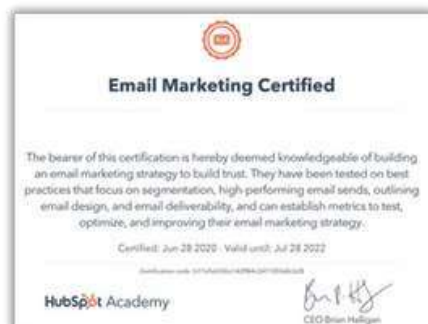 Email Marketing Certified
The bearer of this certification is hereby deemed knowledgeable of building
an email marketing strategy to build trust. They have been tested on best
practices that focus on segmentation, high-performing email sends, outlining
email design, and email deliverability, and can establish metrics to test,
optimize, and improving their email marketing strategy.
Certified: Jun 28 2020 - Valid until: Jul 28 2022
Certification code:
HubSpot Academy
CEO Brian Halligan